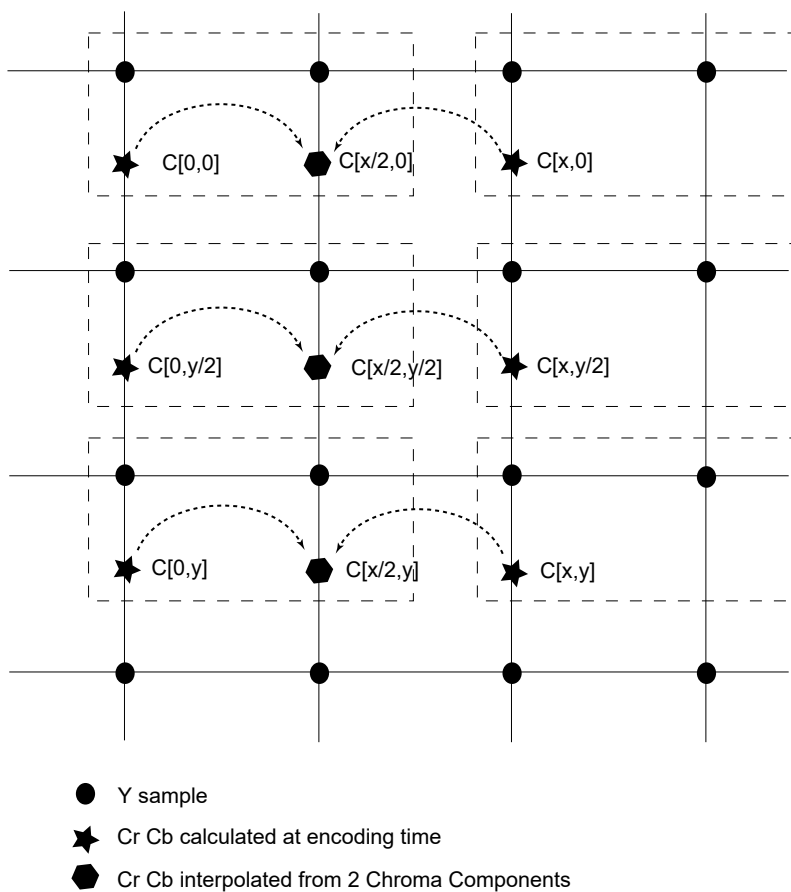 C[0,0] C[x/2,0] C[x,0]
C[0,y/2] C[x/2,y/2] C[x,y/2]
C[0,y] C[x/2,y] C[x,y]
Y sample
Cr Cb calculated at encoding time
Cr Cb interpolated from 2 Chroma Components